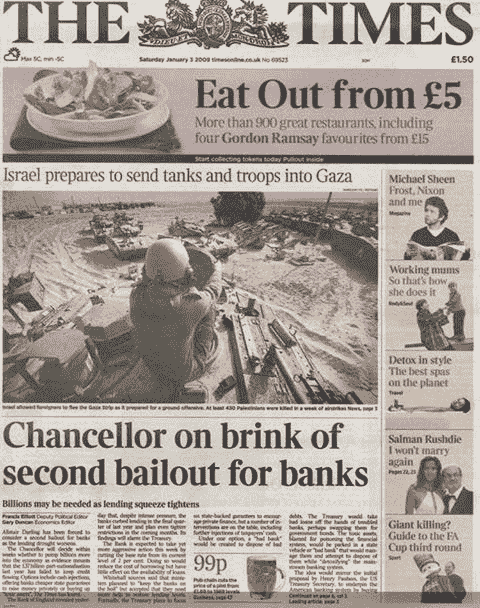 THE TIMES
Max 5C, min -5C
Saturday January 3 2009 timesonline.co.uk No 69523
£1.50
Eat Out from £5
More than 900 great restaurants, including
four Gordon Ramsay favourites from £15
Start collecting tokens today Pullout inside
Israel prepares to send tanks and troops into Gaza
Israel allowed foreigners to flee the Gaza Strip as it prepared for a ground offensive. At least 430 Palestinians were killed in a week of airstrikes News, page 3
Chancellor on brink of
second bailout for banks
Billions may be needed as lending squeeze tightens
Francis Elliott Deputy Political Editor
Gary Duncan Economics Editor
Alistair Darling has been forced to
consider a second bailout for banks
as the lending drought worsens.
The Chancellor will decide within
weeks whether to pump billions more
into the economy as evidence mounts
that the £37 billion part-nationalisation
last year has failed to keep credit
flowing. Options include cash injections,
offering banks cheaper state guarantees
to raise money privately or buying up
"toxic assets", The Times has learnt.
The Bank of England revealed yester-
day that, despite intense pressure, the
banks curbed lending in the final quar-
ter of last year and plan even tighter
restrictions in the coming months. Its
findings will alarm the Treasury.
The Bank is expected to take yet
more aggressive action this week by
cutting the base rate from its current
level of 2 per cent. Doing so would
reduce the cost of borrowing but have
little effect on the availability of loans.
Whitehall sources said that minis-
ters planned to "keep the banks on
the boil" but accepted that they need
more help to restore lending levels.
Formally, the Treasury plans to focus
on state-backed guarantees to encour-
age private finance, but a number of in-
terventions are on the table, including
further injections of taxpayers' cash.
Under one option, a "bad bank"
would be created to dispose of bad
debts. The Treasury would take
bad loans off the hands of troubled
banks, perhaps swapping them for
government bonds. The toxic assets,
blamed for poisoning the financial
system, would be parked in a state
vehicle or "bad bank" that would man-
age them and attempt to dispose of
them while "detoxifying" the main-
stream banking system.
The idea would mirror the initial
proposal by Henry Paulson, the US
Treasury Secretary, to underpin the
American banking system by buying
Continued on page 6, col 1
Leading article, page 2
99p
Pub chain cuts the
price of a pint from
£1.69 to 1989 levels
Business, page 47
Michael Sheen
Frost, Nixon
and me
Magazine
Working mums
So that's how
she does it
Body&Soul
Detox in style
The best spas
on the planet
Travel
Salman Rushdie
I won't marry
again
Pages 22, 23
Giant killing?
Guide to the FA
Cup third round
Sport